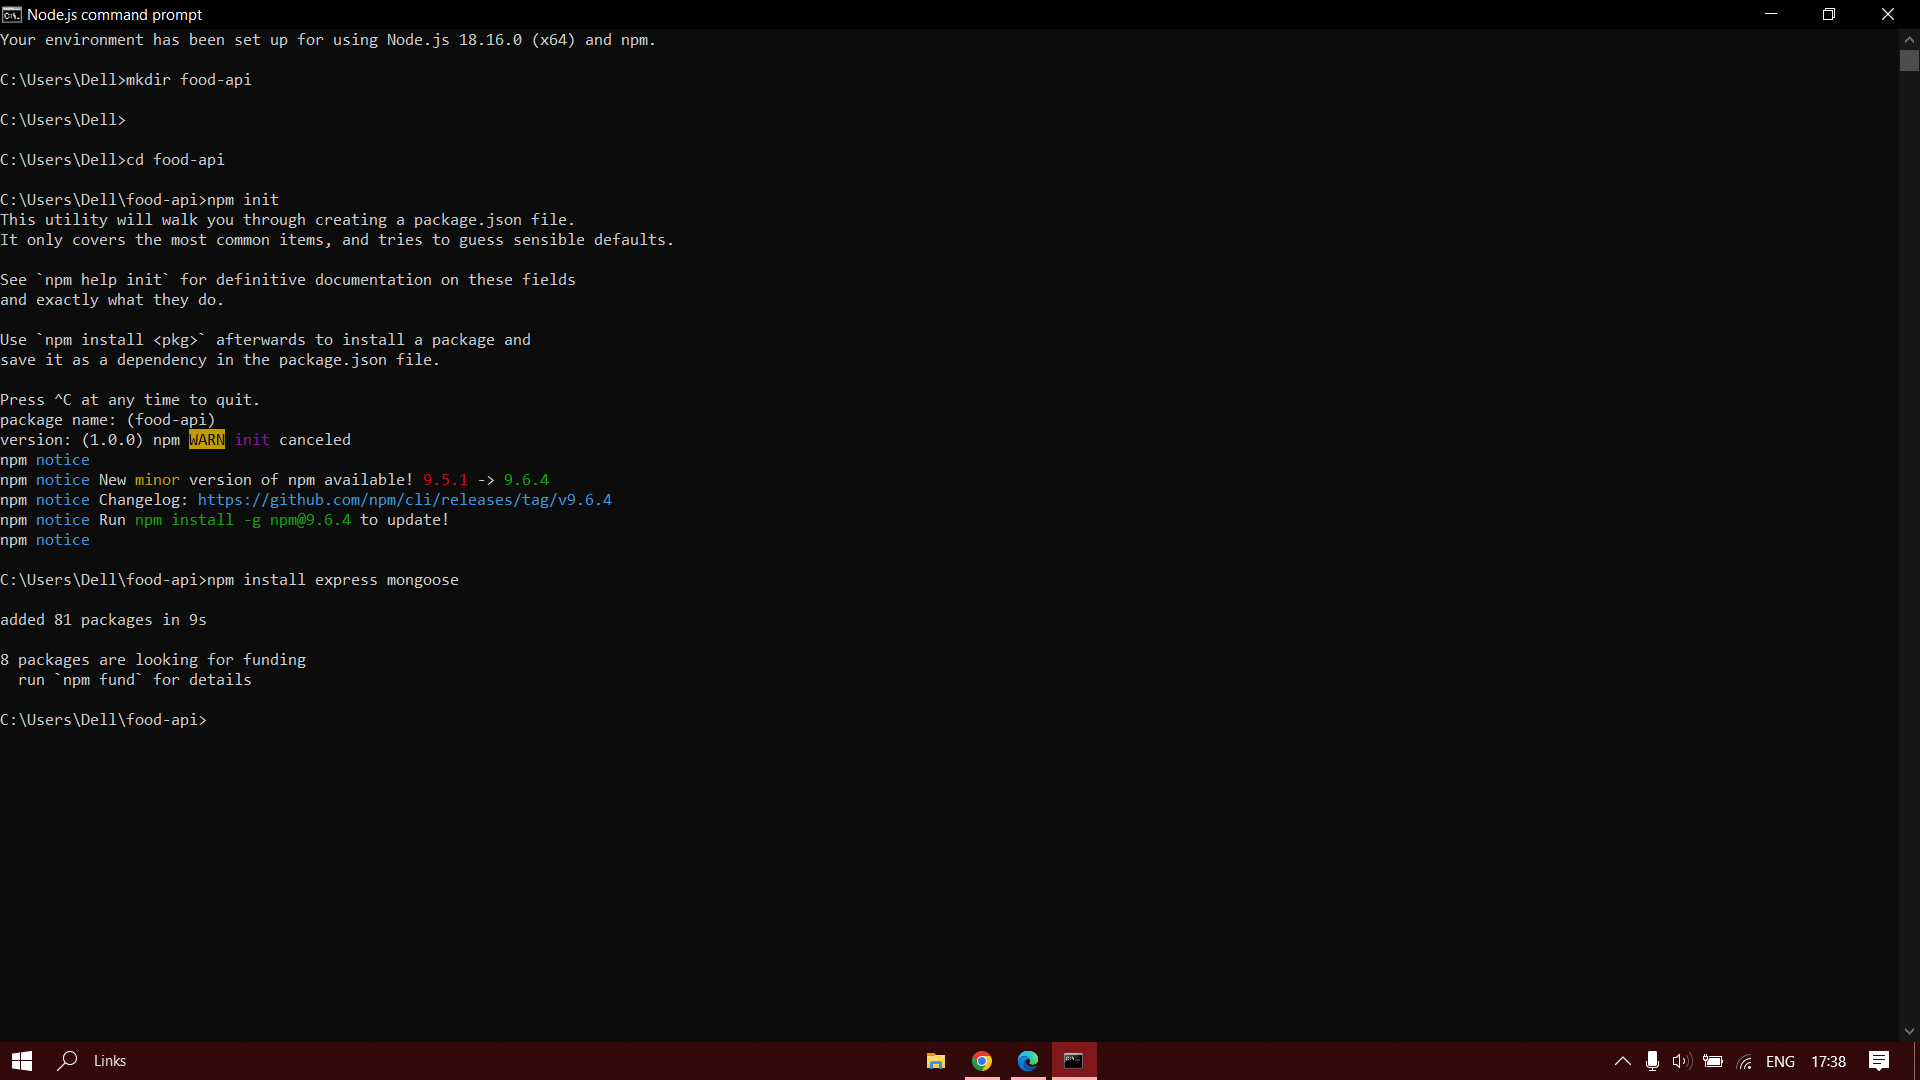 Node.js command prompt
Your environment has been set up for using Node.js 18.16.0 (x64) and npm.
C:\Users\Dell>mkdir food-api
C:\Users\Dell>
C:\Users\Dell>cd food-api
C:\Users\Dell\food-api>npm init
This utility will walk you through creating a package.json file.
It only covers the most common items, and tries to guess sensible defaults.
See `npm help init` for definitive documentation on these fields
and exactly what they do.
Use `npm install <pkg>` afterwards to install a package and
save it as a dependency in the package.json file.
Press ^C at any time to quit.
package name: (food-api)
version: (1.0.0) npm WARN init canceled
npm notice
npm notice New minor version of npm available! 9.5.1 -> 9.6.4
npm notice Changelog: https://github.com/npm/cli/releases/tag/v9.6.4
npm notice Run npm install -g npm@9.6.4 to update!
npm notice
C:\Users\Dell\food-api>npm install express mongoose
added 81 packages in 9s
8 packages are looking for funding
  run `npm fund` for details
C:\Users\Dell\food-api>
Links
ENG
17:38